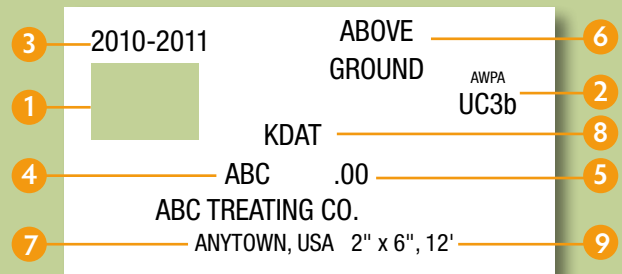 3 2010-2011 ABOVE 6
GROUND
1 AWPA 2
UC3b
KDAT 8
4 ABC .00 5
ABC TREATING CO.
7 ANYTOWN, USA 2" x 6", 12' 9